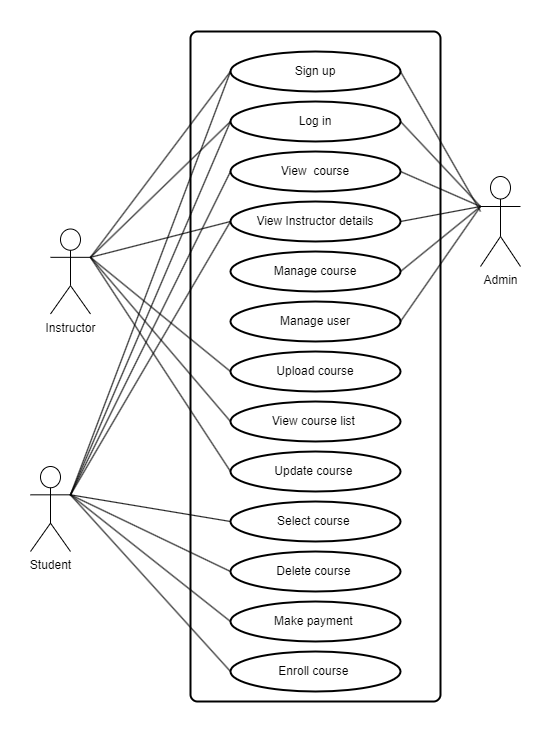 Sign up
Log in
View course
View Instructor details
Admin
Manage course
Instructor
Manage user
Upload course
View course list
Update course
Select course
Student
Delete course
Make payment
Enroll course